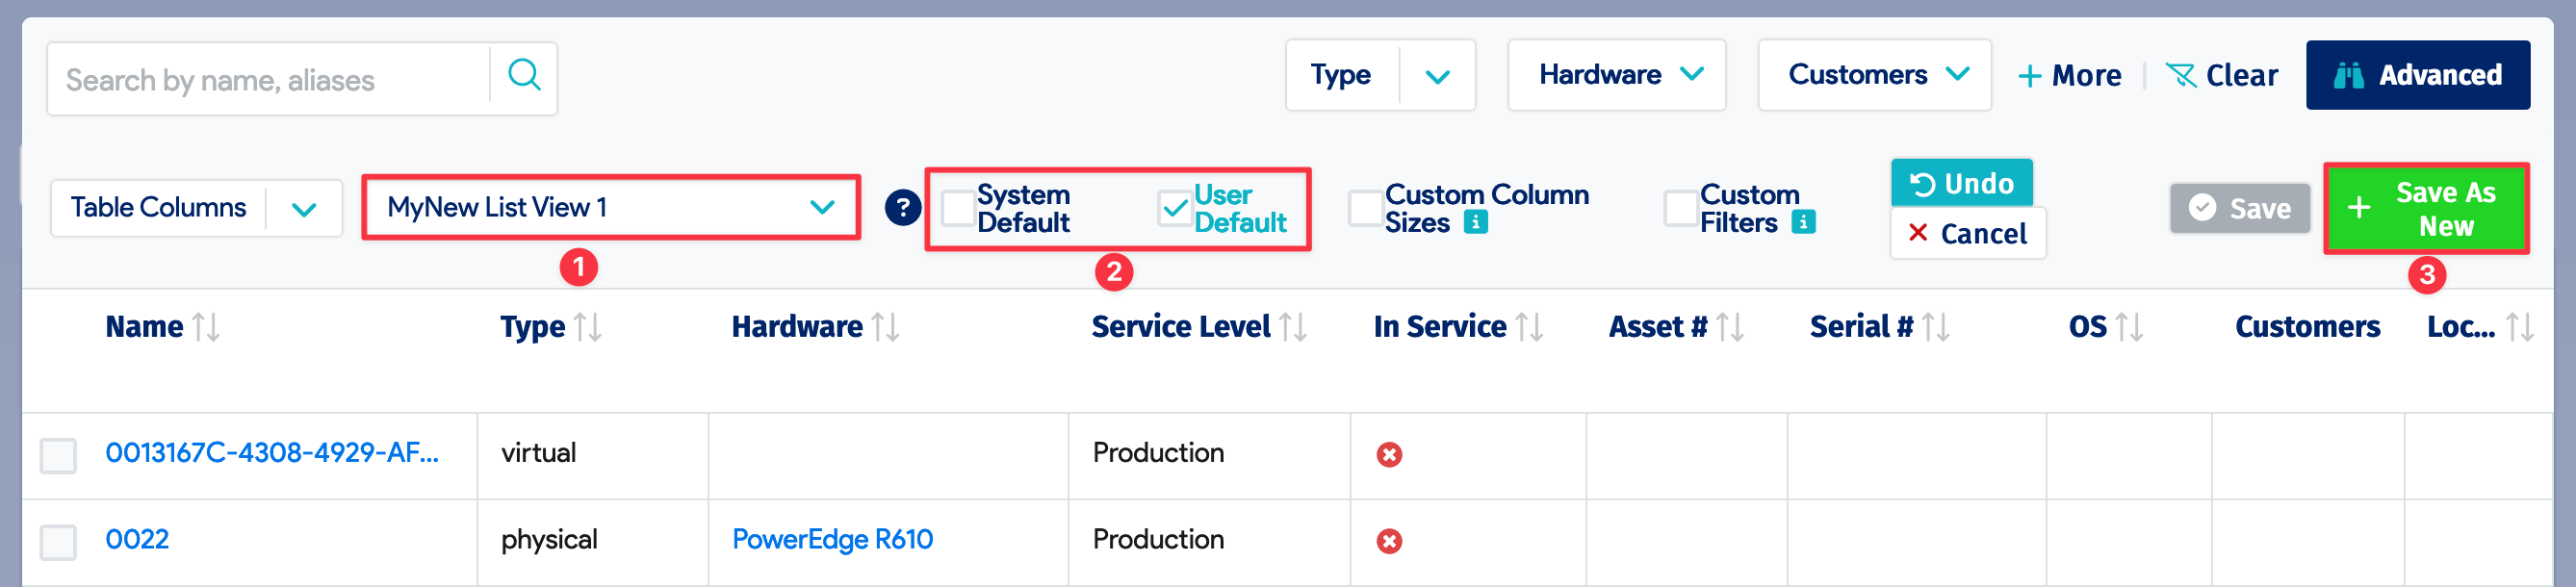 Search by name, aliases
Type
Hardware
Customers
+ More
Clear
Advanced
Table Columns
MyNew List View 1
?
System
Default
User
Default
Custom Column
Sizes i
Custom
Filters i
Undo
Cancel
Save
+ Save As
New
1
2
3
Name Type Hardware Service Level In Service Asset # Serial # OS Customers Loc...
0013167C-4308-4929-AF... virtual Production
0022 physical PowerEdge R610 Production